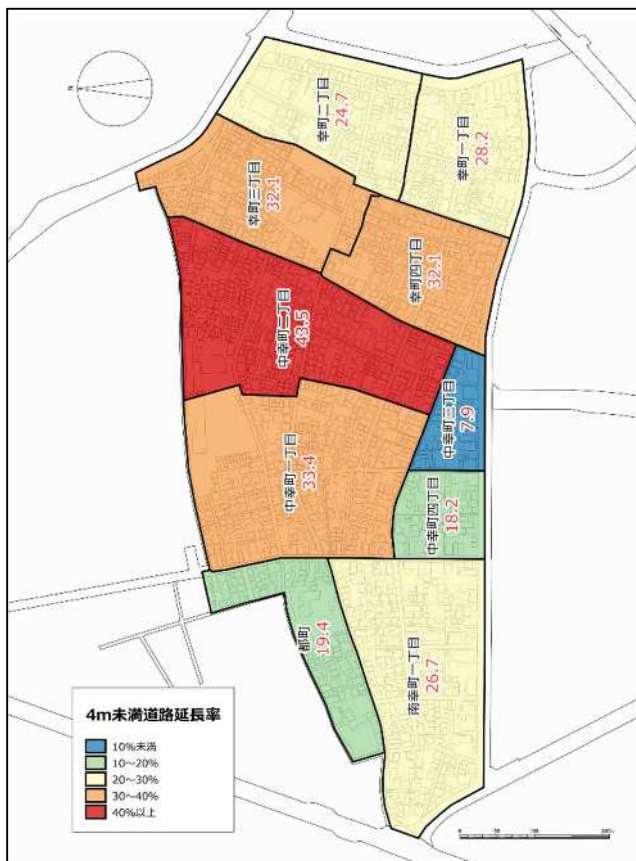 N
幸町二丁目
24.7
幸町一丁目
28.2
幸町三丁目
32.1
幸町四丁目
32.1
中幸町二丁目
43.5
中幸町三丁目
7.9
中幸町一丁目
33.4
中幸町四丁目
18.2
都町
19.4
南幸町一丁目
26.7
4m未満道路延長率
10%未満
10～20%
20～30%
30～40%
40%以上